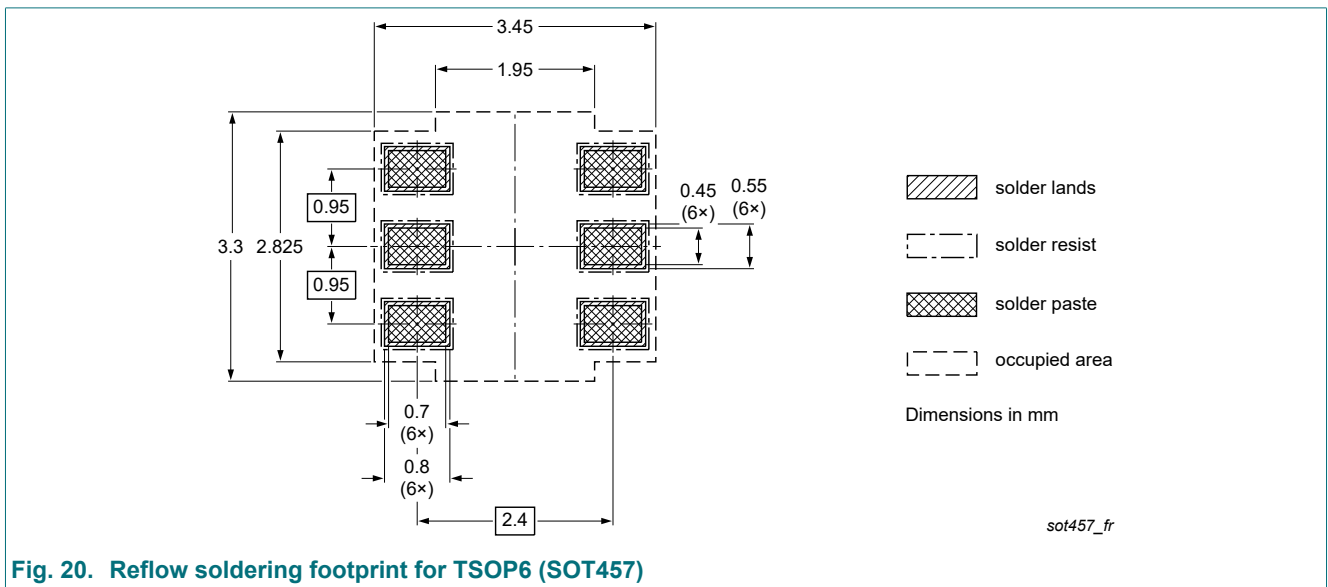 3.45
1.95
0.95
0.45
(6×)
0.55
(6×)
3.3
2.825
0.95
0.7
(6×)
0.8
(6×)
2.4
solder lands
solder resist
solder paste
occupied area
Dimensions in mm
sot457_fr
Fig. 20. Reflow soldering footprint for TSOP6 (SOT457)